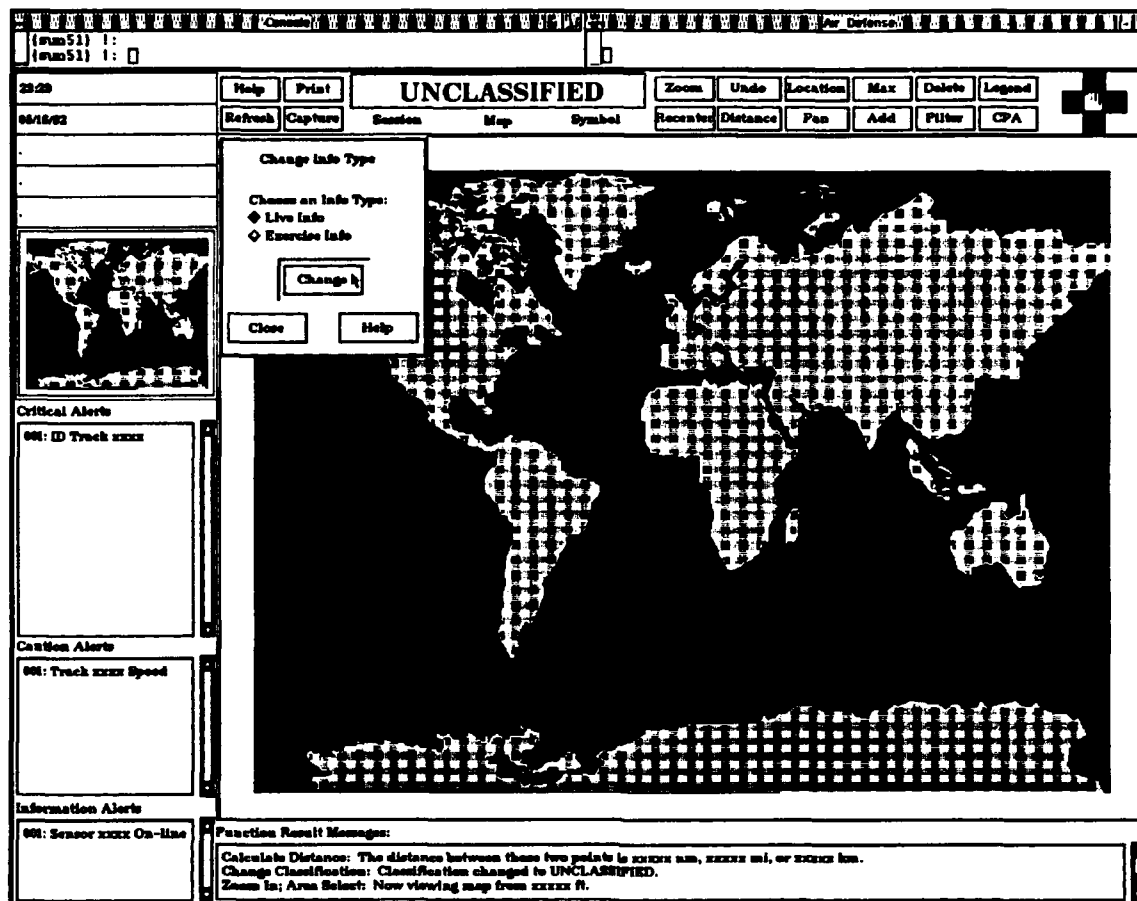 Console
Air Defense
{sun51} 1:
{sun51} 1:
23:29
Help Print UNCLASSIFIED Zoom Undo Location Max Delete Legend
Refresh Capture Session Map Symbol Recenter Distance Pan Add Filter CPA
Change Info Type
Choose an Info Type:
Live Info
Exercise Info
Change
Close Help
Critical Alerts
001: ID Track xxxx
Caution Alerts
001: Track xxxx Speed
Information Alerts
001: Sensor xxxx On-line
Function Result Messages:
Calculate Distance: The distance between these two points is xxxxx nm, xxxxx mi, or xxxxx km.
Change Classification: Classification changed to UNCLASSIFIED.
Zoom In; Area Select: Now viewing map from xxxxx ft.